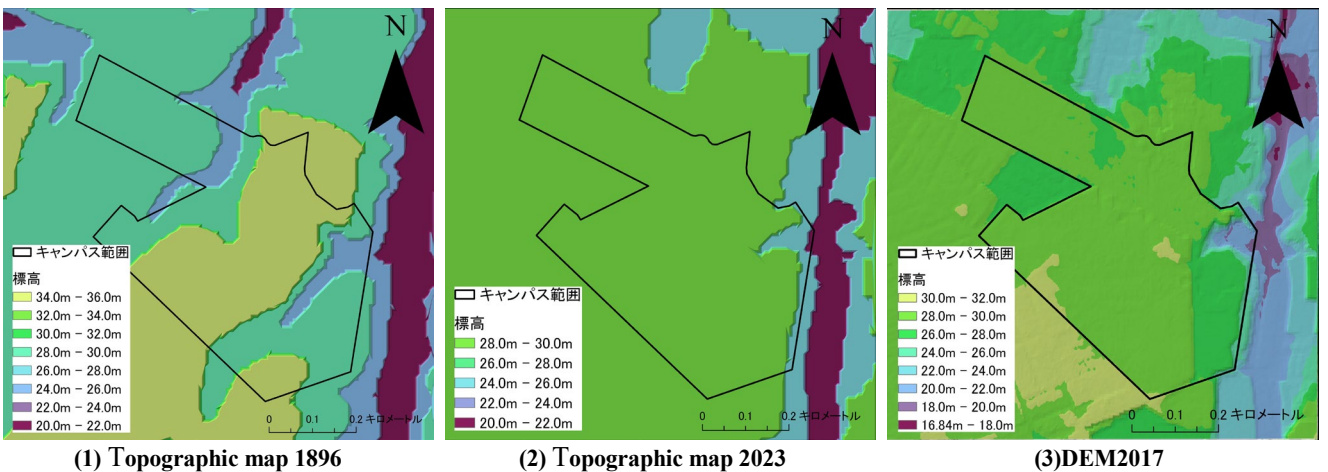 N
キャンパス範囲
標高
34.0m – 36.0m
32.0m – 34.0m
30.0m – 32.0m
28.0m – 30.0m
26.0m – 28.0m
24.0m – 26.0m
22.0m – 24.0m
20.0m – 22.0m
0 0.1 0.2 キロメートル
(1) Topographic map 1896
N
キャンパス範囲
標高
28.0m – 30.0m
26.0m – 28.0m
24.0m – 26.0m
22.0m – 24.0m
20.0m – 22.0m
0 0.1 0.2 キロメートル
(2) Topographic map 2023
N
キャンパス範囲
標高
30.0m – 32.0m
28.0m – 30.0m
26.0m – 28.0m
24.0m – 26.0m
22.0m – 24.0m
20.0m – 22.0m
18.0m – 20.0m
16.84m – 18.0m
0 0.1 0.2 キロメートル
(3)DEM2017